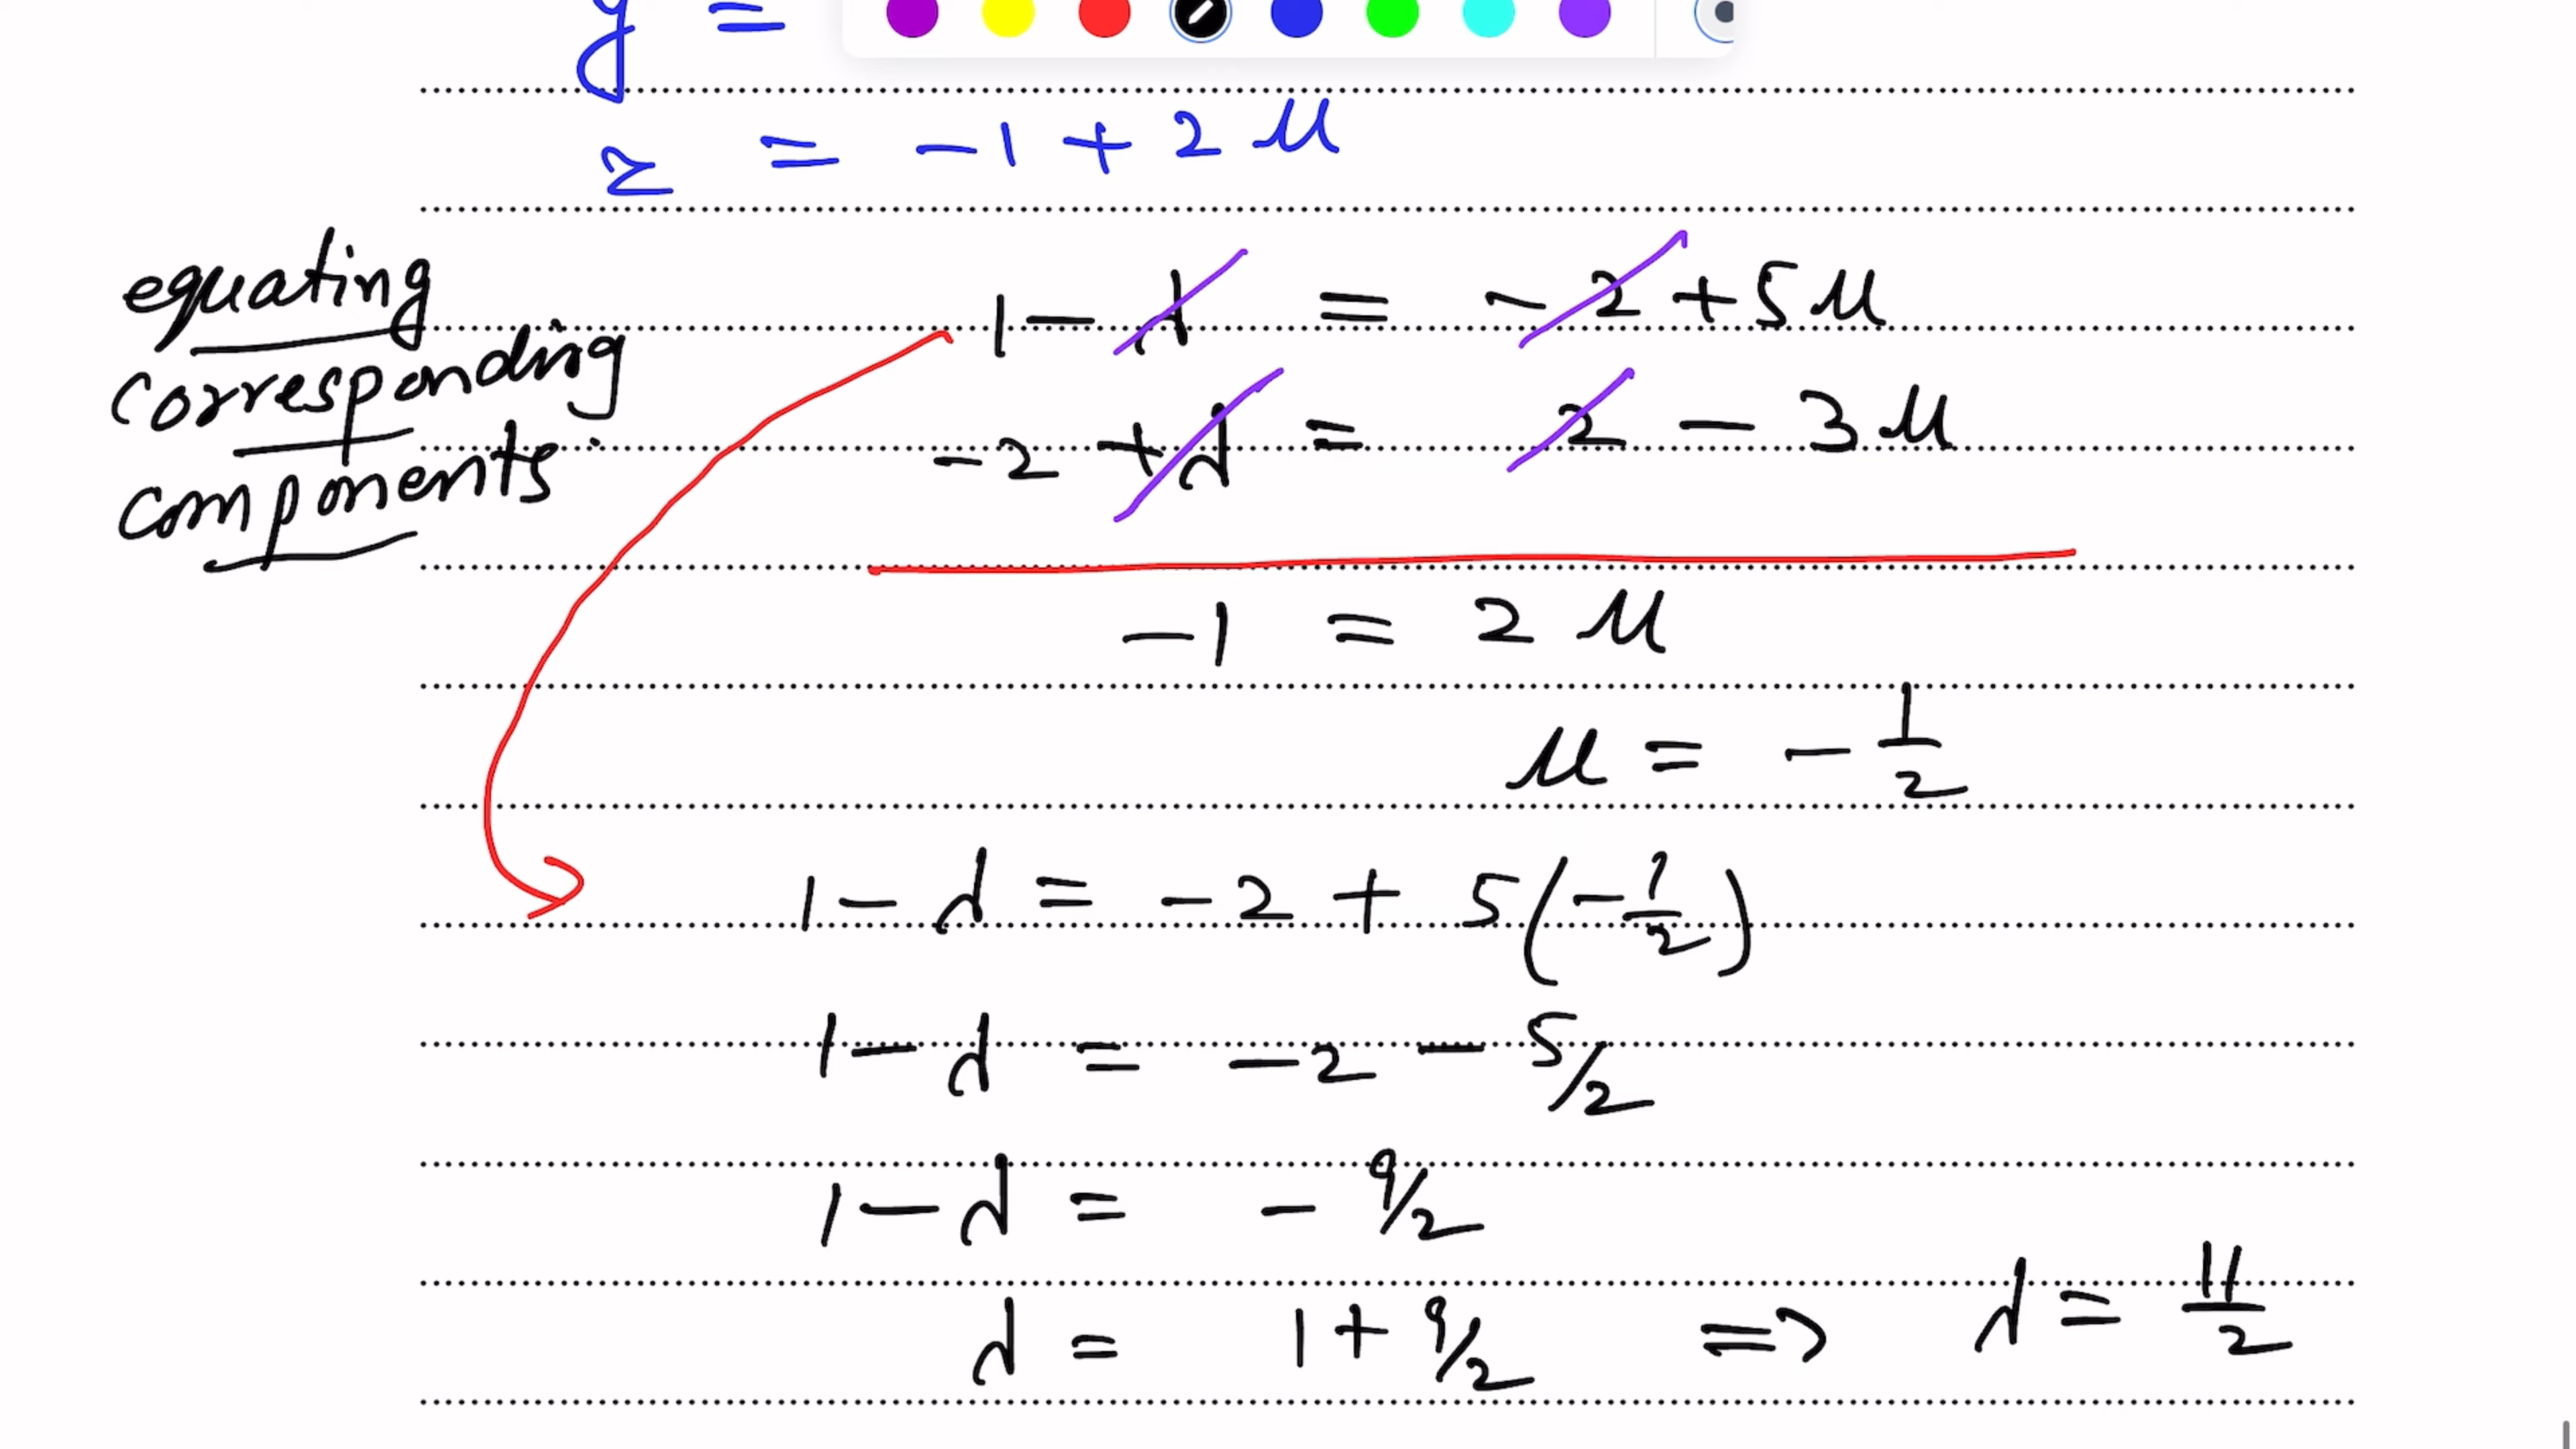 y =
z = -1 + 2μ
equating
corresponding
components.
1 - λ = -2 + 5μ
-2 + λ = 2 - 3μ
-1 = 2μ
μ = -1/2
1 - λ = -2 + 5(-1/2)
1 - λ = -2 - 5/2
1 - λ = - 9/2
λ = 1 + 9/2 ⇒ λ = 11/2